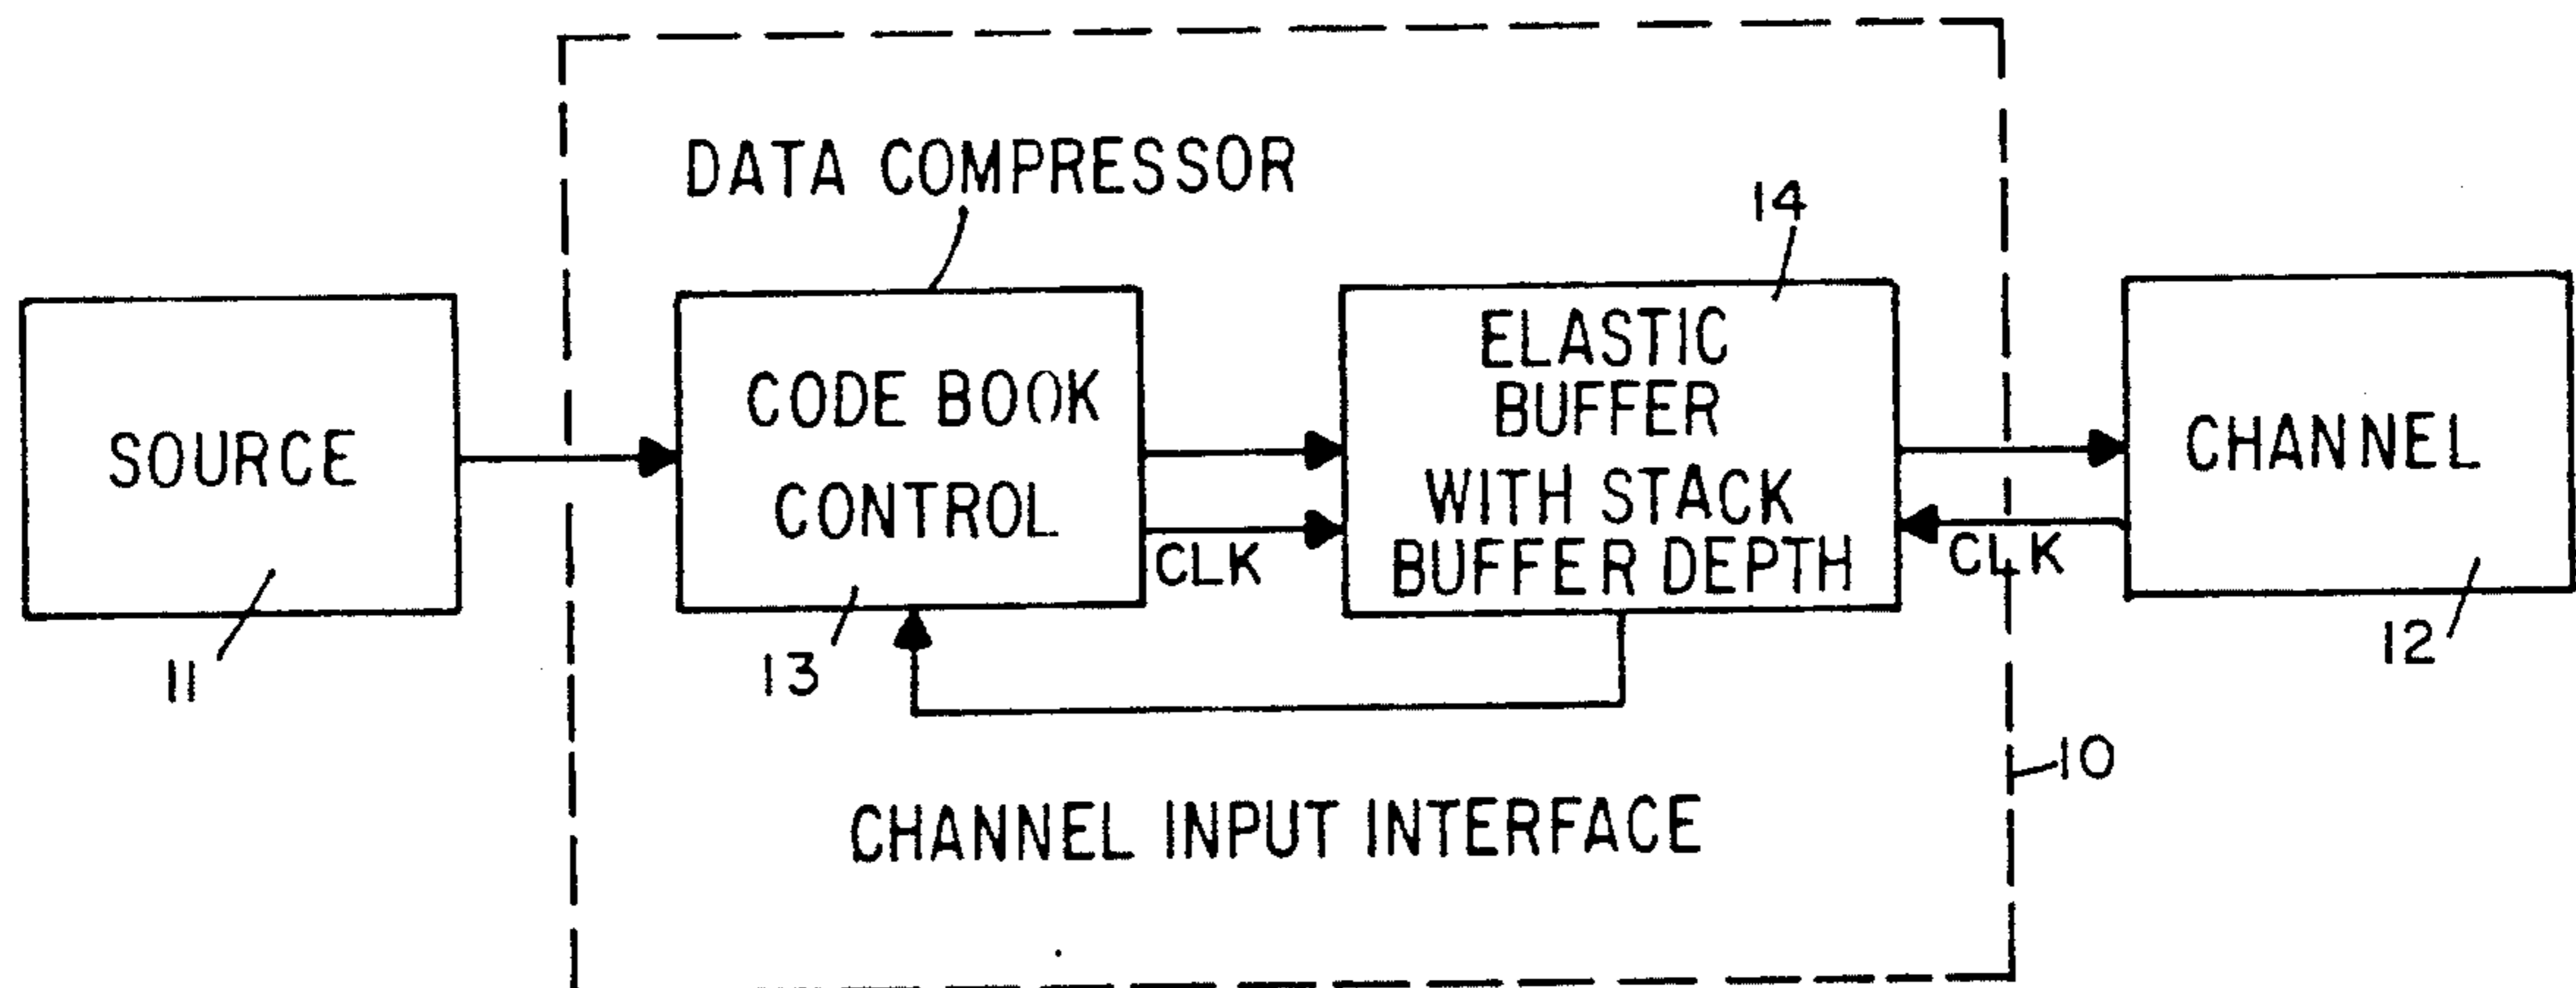 DATA COMPRESSOR
14
SOURCE
CODE BOOK
CONTROL
CLK
ELASTIC
BUFFER
WITH STACK
BUFFER DEPTH
CLK
CHANNEL
11
13
12
10
CHANNEL INPUT INTERFACE